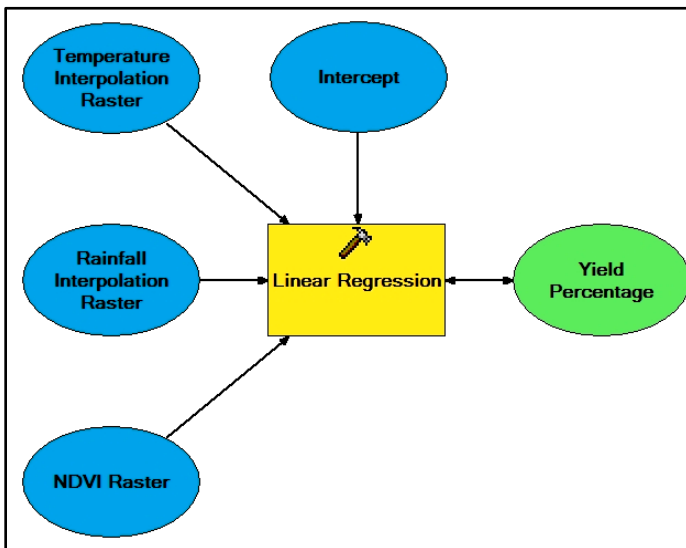 Temperature
Interpolation
Raster
Intercept
Rainfall
Interpolation
Raster
Linear Regression
Yield
Percentage
NDVI Raster